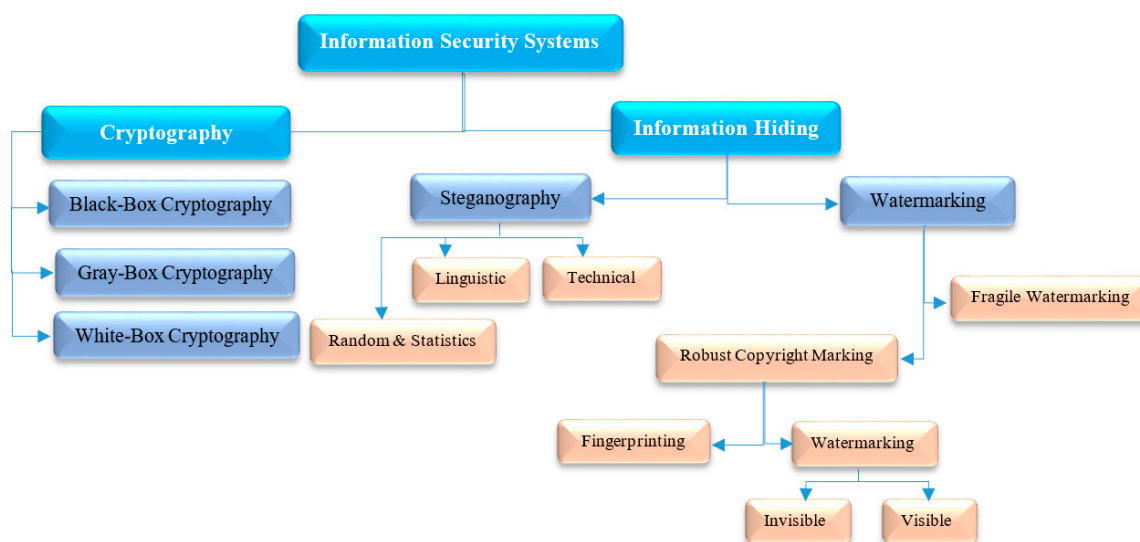 Information Security Systems
Cryptography
Information Hiding
Black-Box Cryptography
Gray-Box Cryptography
White-Box Cryptography
Steganography
Watermarking
Linguistic
Technical
Random & Statistics
Fragile Watermarking
Robust Copyright Marking
Fingerprinting
Watermarking
Invisible
Visible